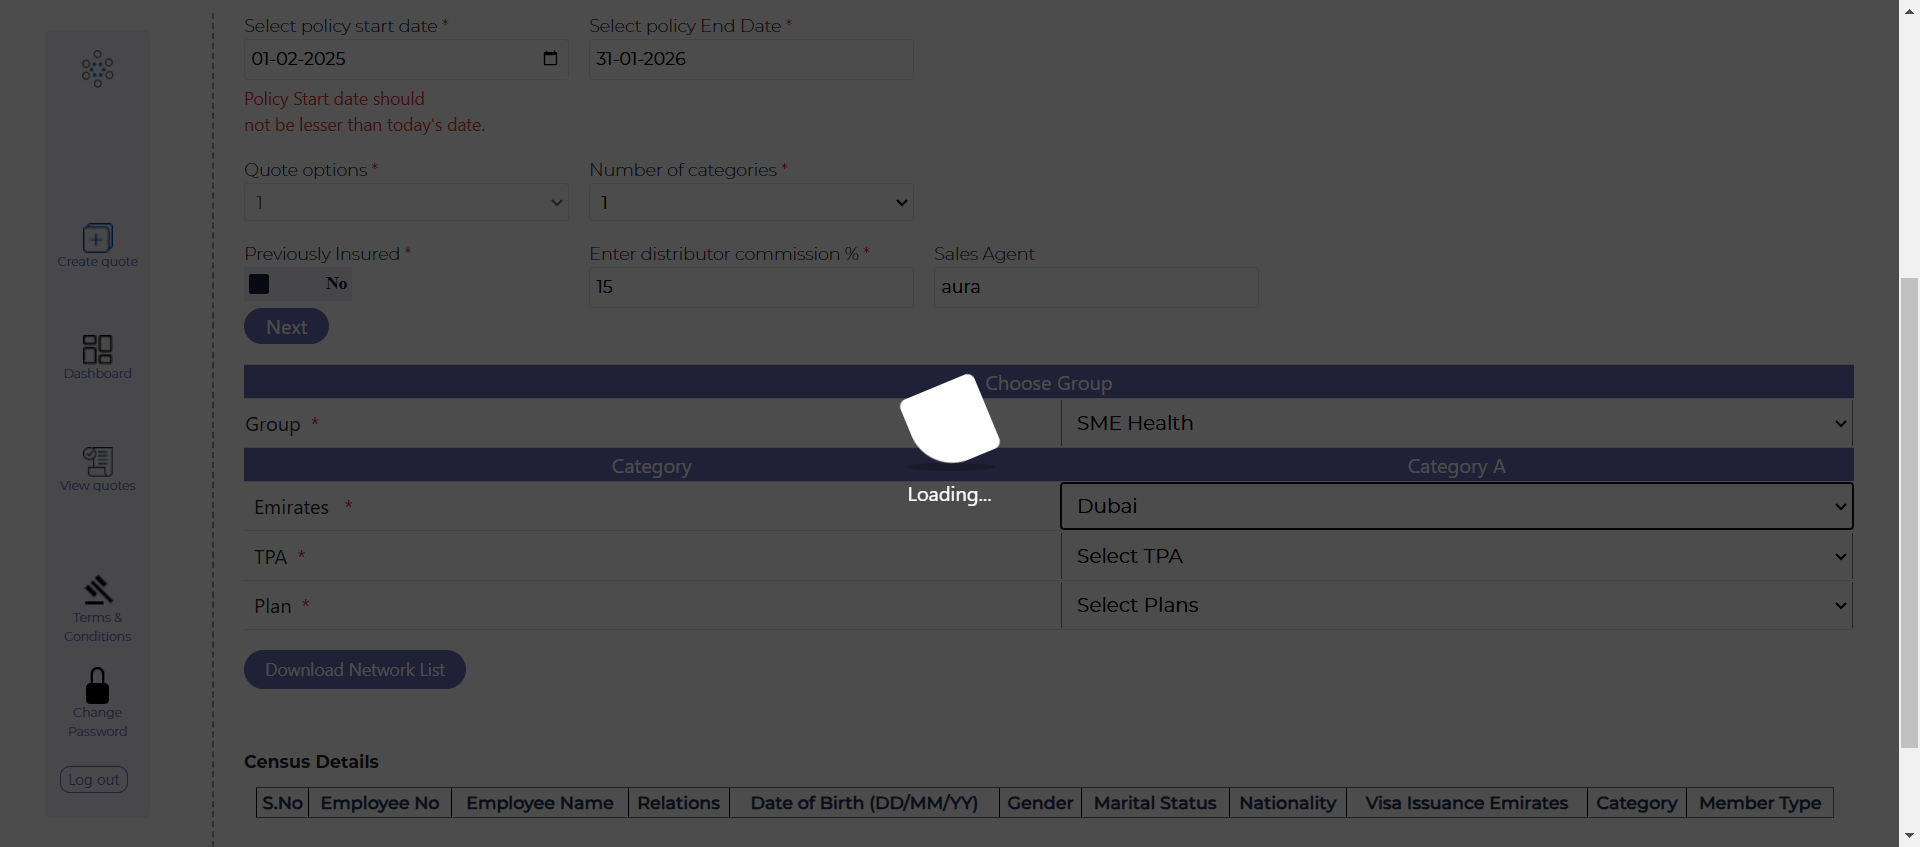 Select policy start date *
Select policy End Date *
01-02-2025
31-01-2026
Policy Start date should
not be lesser than today's date.
Quote options *
Number of categories *
1
1
Previously Insured *
Enter distributor commission % *
Sales Agent
No
15
aura
Next
Create quote
Dashboard
View quotes
Terms &
Conditions
Change
Password
Log out
Choose Group
Group *
SME Health
Category
Category A
Loading...
Emirates *
Dubai
TPA *
Select TPA
Plan *
Select Plans
Download Network List
Census Details
S.No
Employee No
Employee Name
Relations
Date of Birth (DD/MM/YY)
Gender
Marital Status
Nationality
Visa Issuance Emirates
Category
Member Type